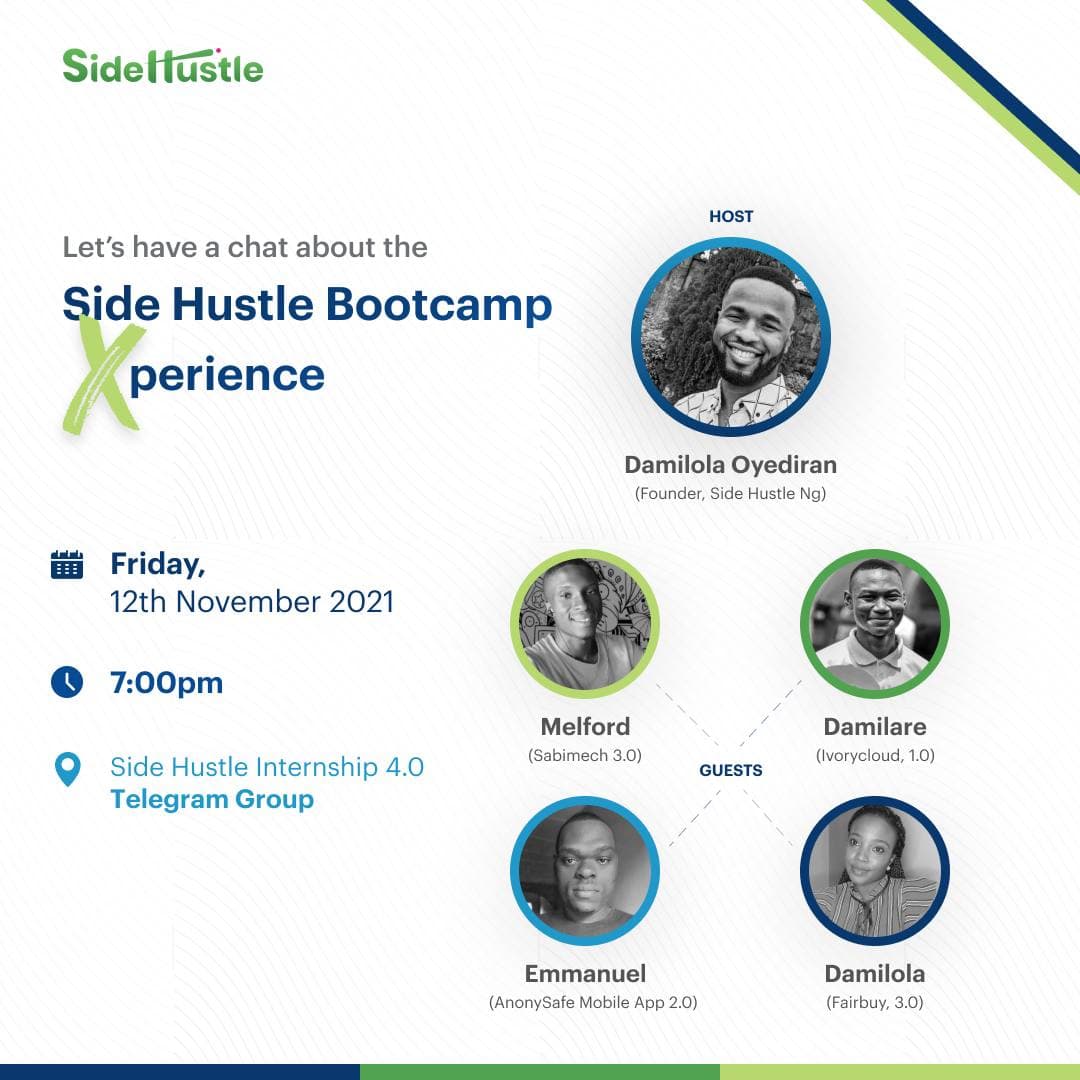 SideHustle
Let's have a chat about the
Side Hustle Bootcamp
Xperience
HOST
Damilola Oyediran
(Founder, Side Hustle Ng)
Friday,
12th November 2021
7:00pm
Side Hustle Internship 4.0
Telegram Group
Melford
(Sabimech 3.0)
Damilare
(Ivorycloud, 1.0)
GUESTS
Emmanuel
(AnonySafe Mobile App 2.0)
Damilola
(Fairbuy, 3.0)